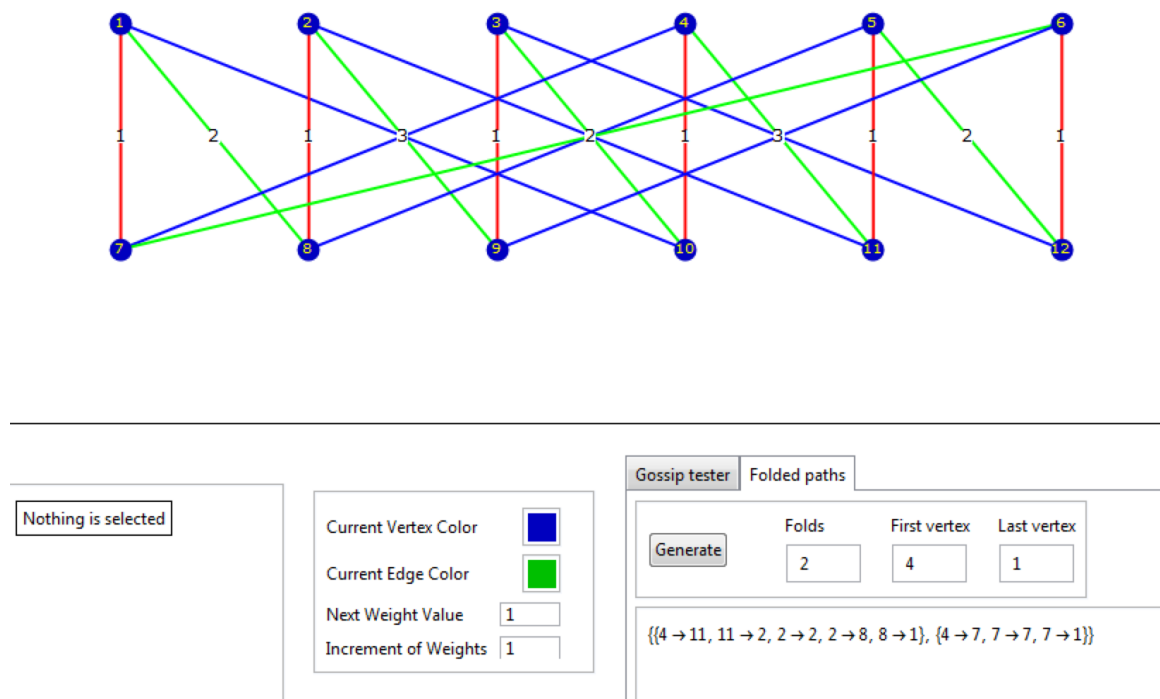 1 2 3 4 5 6
1 2 1 3 1 2 1 3 1 2 1
7 8 9 10 11 12
Gossip tester Folded paths
Nothing is selected
Current Vertex Color
Current Edge Color
Next Weight Value 1
Increment of Weights 1
Folds First vertex Last vertex
Generate 2 4 1
{{4 → 11, 11 → 2, 2 → 2, 2 → 8, 8 → 1}, {4 → 7, 7 → 7, 7 → 1}}